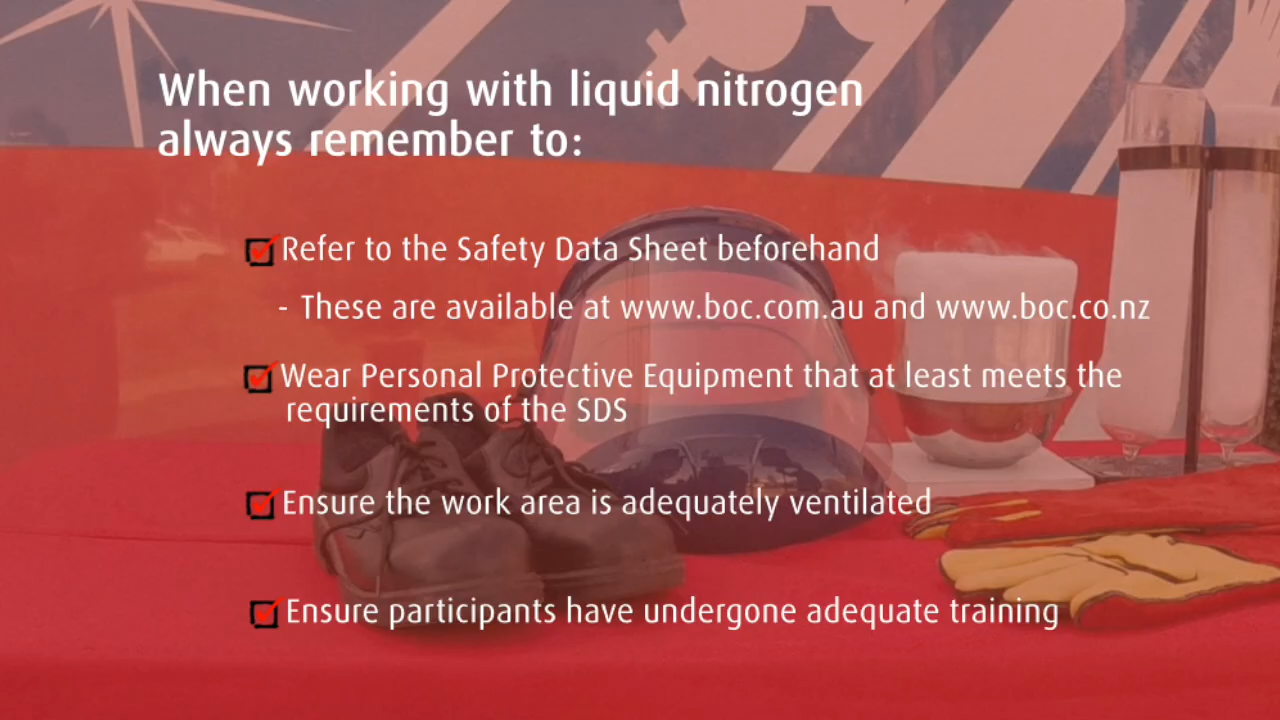 When working with liquid nitrogen
always remember to:
Refer to the Safety Data Sheet beforehand
- These are available at www.boc.com.au and www.boc.co.nz
Wear Personal Protective Equipment that at least meets the
requirements of the SDS
Ensure the work area is adequately ventilated
Ensure participants have undergone adequate training